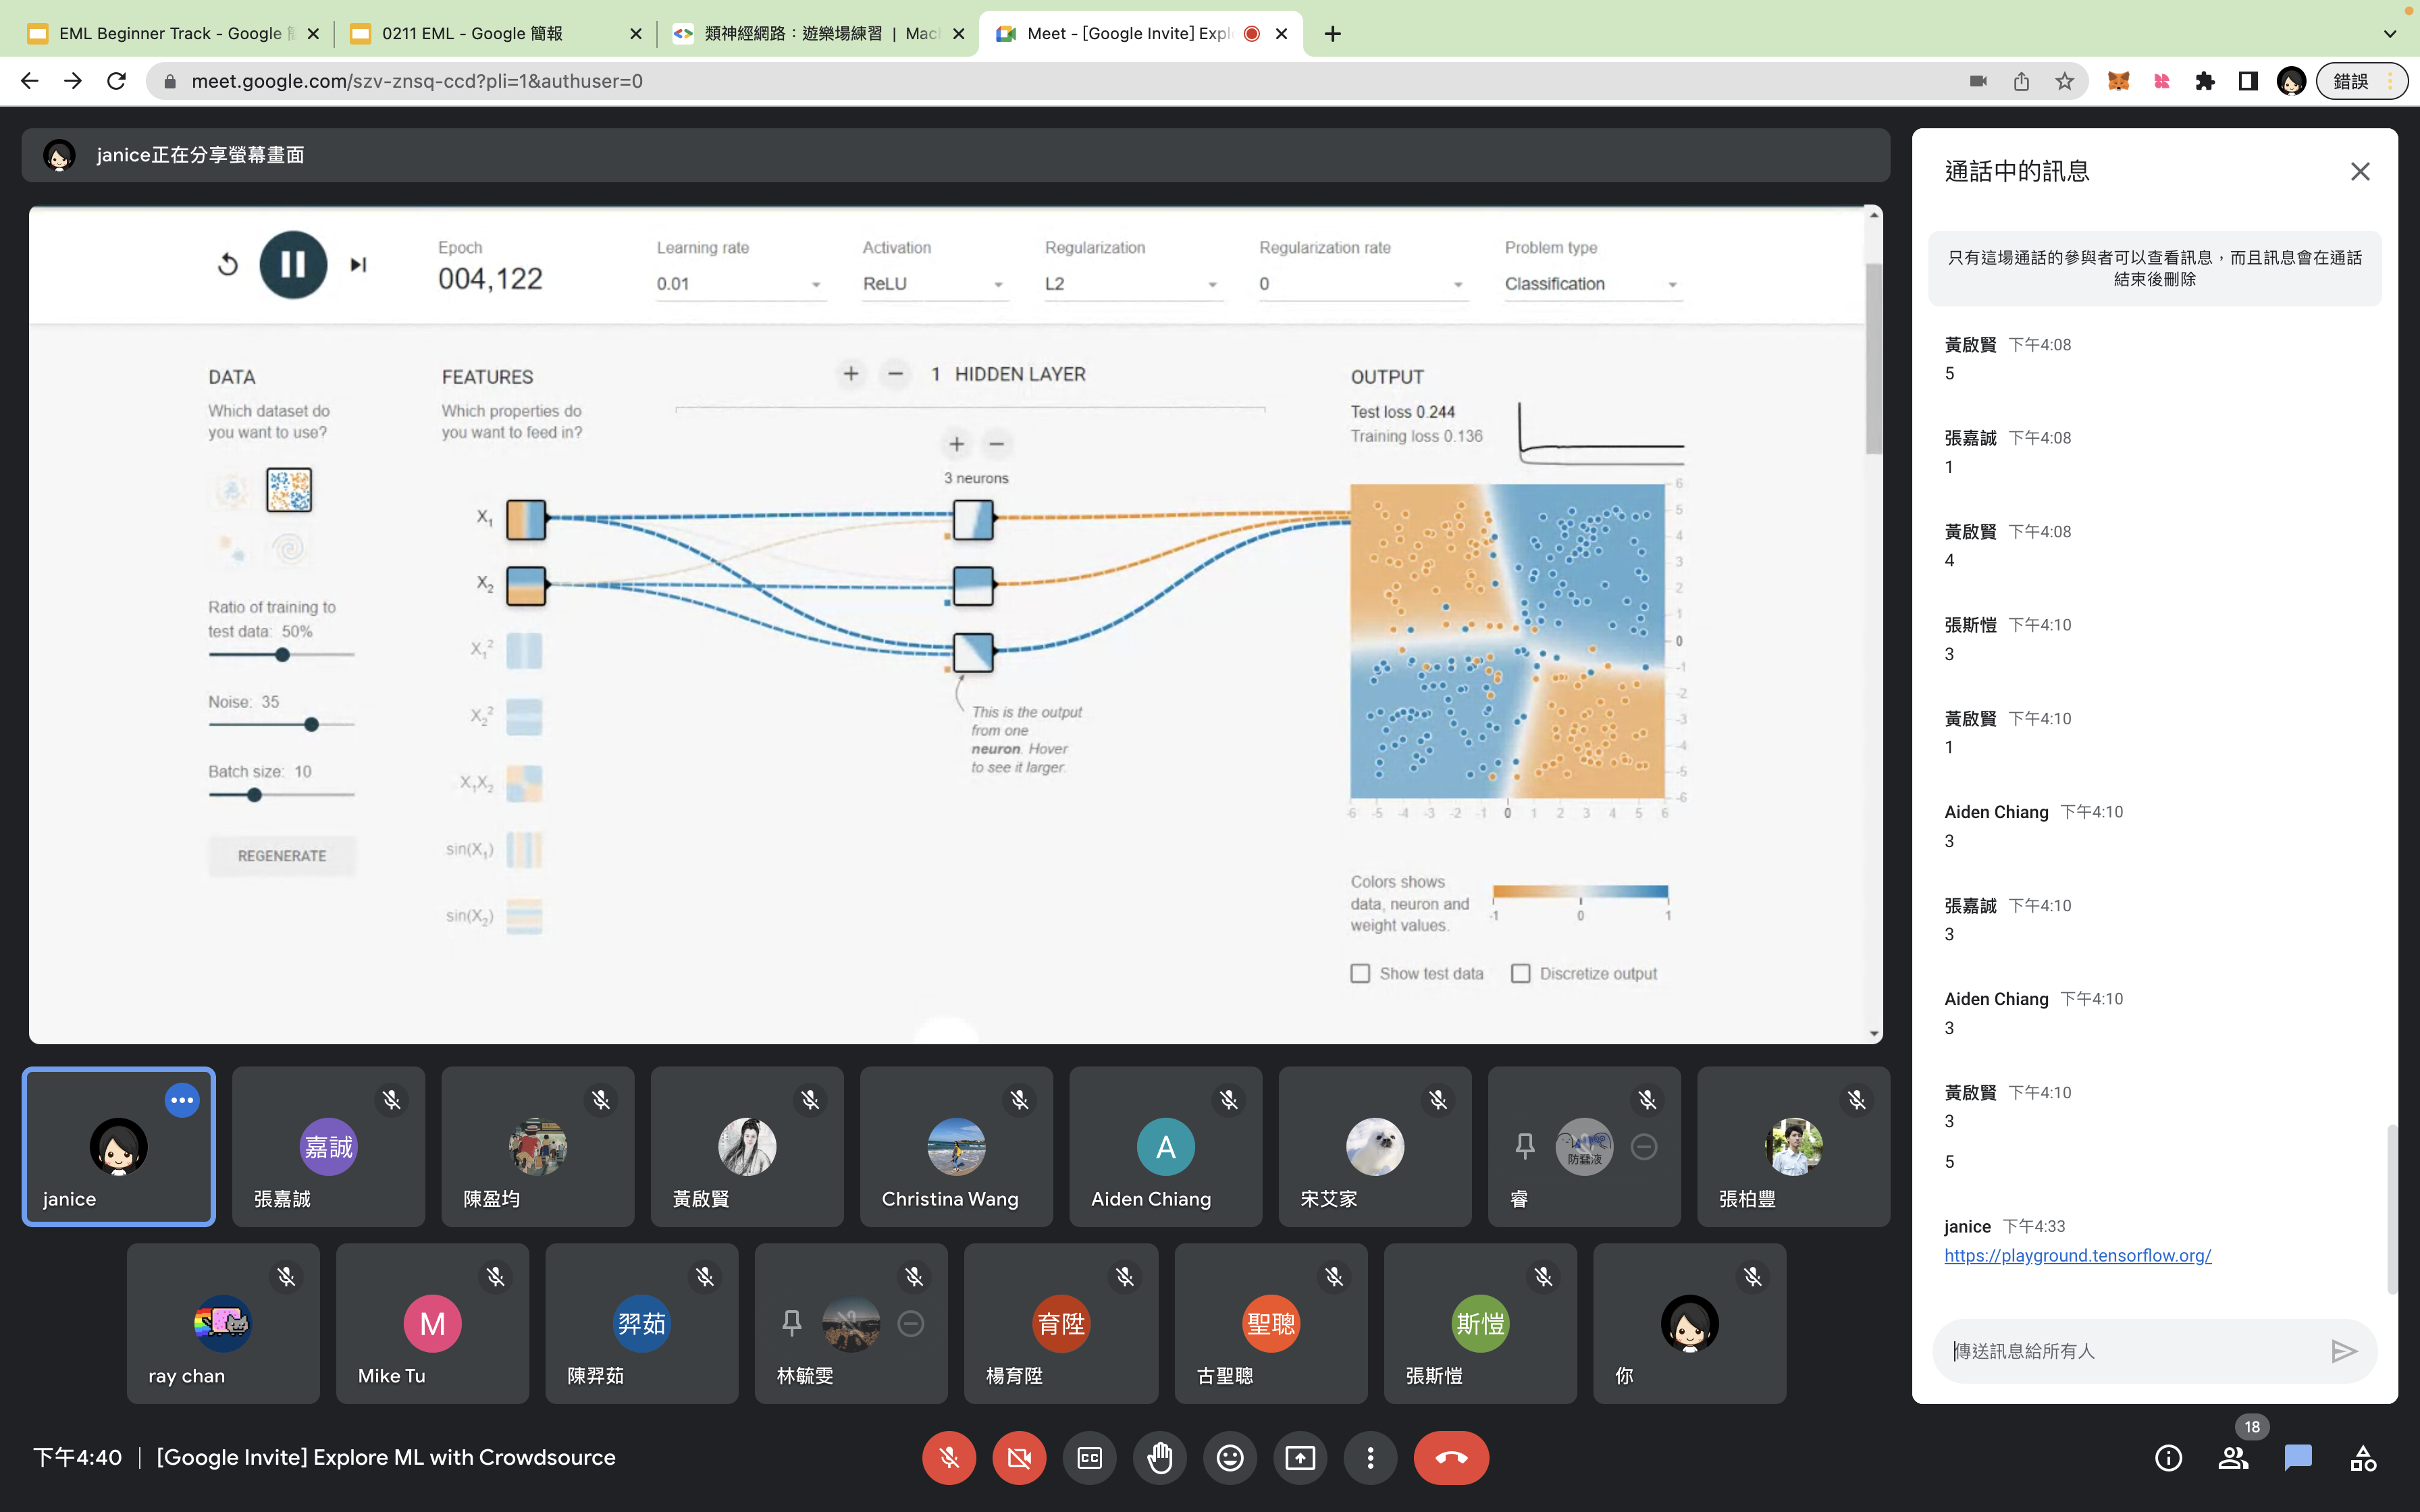 EML Beginner Track - Google
0211 EML - Google 簡報
類神經網路：遊樂場練習 | Mac
Meet - [Google Invite] Expl
meet.google.com/szv-znsq-ccd?pli=1&authuser=0
錯誤
janice正在分享螢幕畫面
Epoch
004,122
Learning rate
0.01
Activation
ReLU
Regularization
L2
Regularization rate
0
Problem type
Classification
DATA
Which dataset do
you want to use?
Ratio of training to
test data: 50%
Noise: 35
Batch size: 10
REGENERATE
FEATURES
Which properties do
you want to feed in?
X₁
X₂
X₁²
X₂²
X₁X₂
sin(X₁)
sin(X₂)
+ − 1 HIDDEN LAYER
+ −
3 neurons
This is the output
from one
neuron. Hover
to see it larger.
OUTPUT
Test loss 0.244
Training loss 0.136
6
5
4
3
2
1
0
-1
-2
-3
-4
-5
-6
-6 -5 -4 -3 -2 -1 0 1 2 3 4 5 6
Colors shows
data, neuron and
weight values.
-1 0 1
Show test data
Discretize output
janice
嘉誠
張嘉誠
陳盈均
黃啟賢
Christina Wang
A
Aiden Chiang
宋艾家
防蠶液
睿
張柏豐
ray chan
M
Mike Tu
羿茹
陳羿茹
林毓雯
育陞
楊育陞
聖聰
古聖聰
斯愷
張斯愷
你
通話中的訊息
只有這場通話的參與者可以查看訊息，而且訊息會在通話
結束後刪除
黃啟賢 下午4:08
5
張嘉誠 下午4:08
1
黃啟賢 下午4:08
4
張斯愷 下午4:10
3
黃啟賢 下午4:10
1
Aiden Chiang 下午4:10
3
張嘉誠 下午4:10
3
Aiden Chiang 下午4:10
3
黃啟賢 下午4:10
3
5
janice 下午4:33
https://playground.tensorflow.org/
傳送訊息給所有人
下午4:40 | [Google Invite] Explore ML with Crowdsource
CC
18